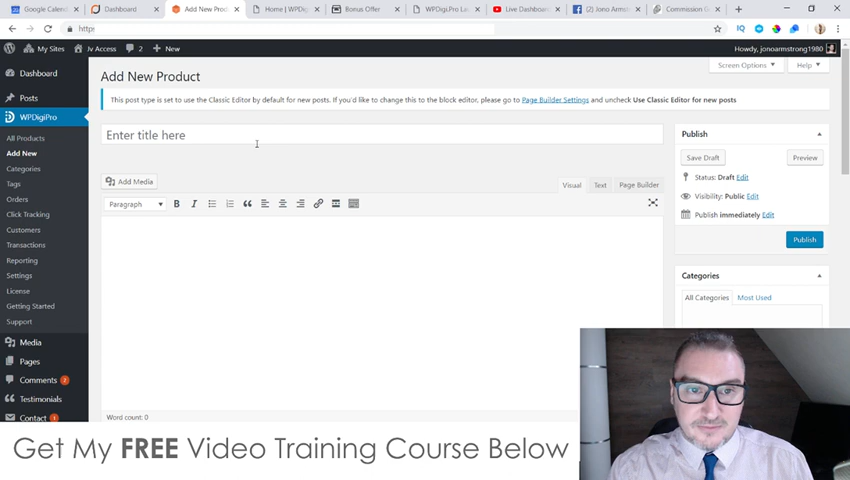 Google Calend
Dashboard
Add New Prod
Home | WPDig
Bonus Offer
WPDigi.Pro La
Live Dashboard
(2) Jono Armst
Commission G
https
My Sites
Jv Access
2
New
Howdy, jonoarmstrong1980
Dashboard
Posts
WPDigiPro
All Products
Add New
Categories
Tags
Orders
Click Tracking
Customers
Transactions
Reporting
Settings
License
Getting Started
Support
Media
Pages
Comments 2
Testimonials
Contact 1
Screen Options
Help
Add New Product
This post type is set to use the Classic Editor by default for new posts. If you'd like to change this to the block editor, please go to Page Builder Settings and uncheck Use Classic Editor for new posts
Enter title here
Add Media
Visual
Text
Page Builder
Paragraph
B I
Word count: 0
Publish
Save Draft
Preview
Status: Draft Edit
Visibility: Public Edit
Publish immediately Edit
Publish
Categories
All Categories
Most Used
Get My FREE Video Training Course Below